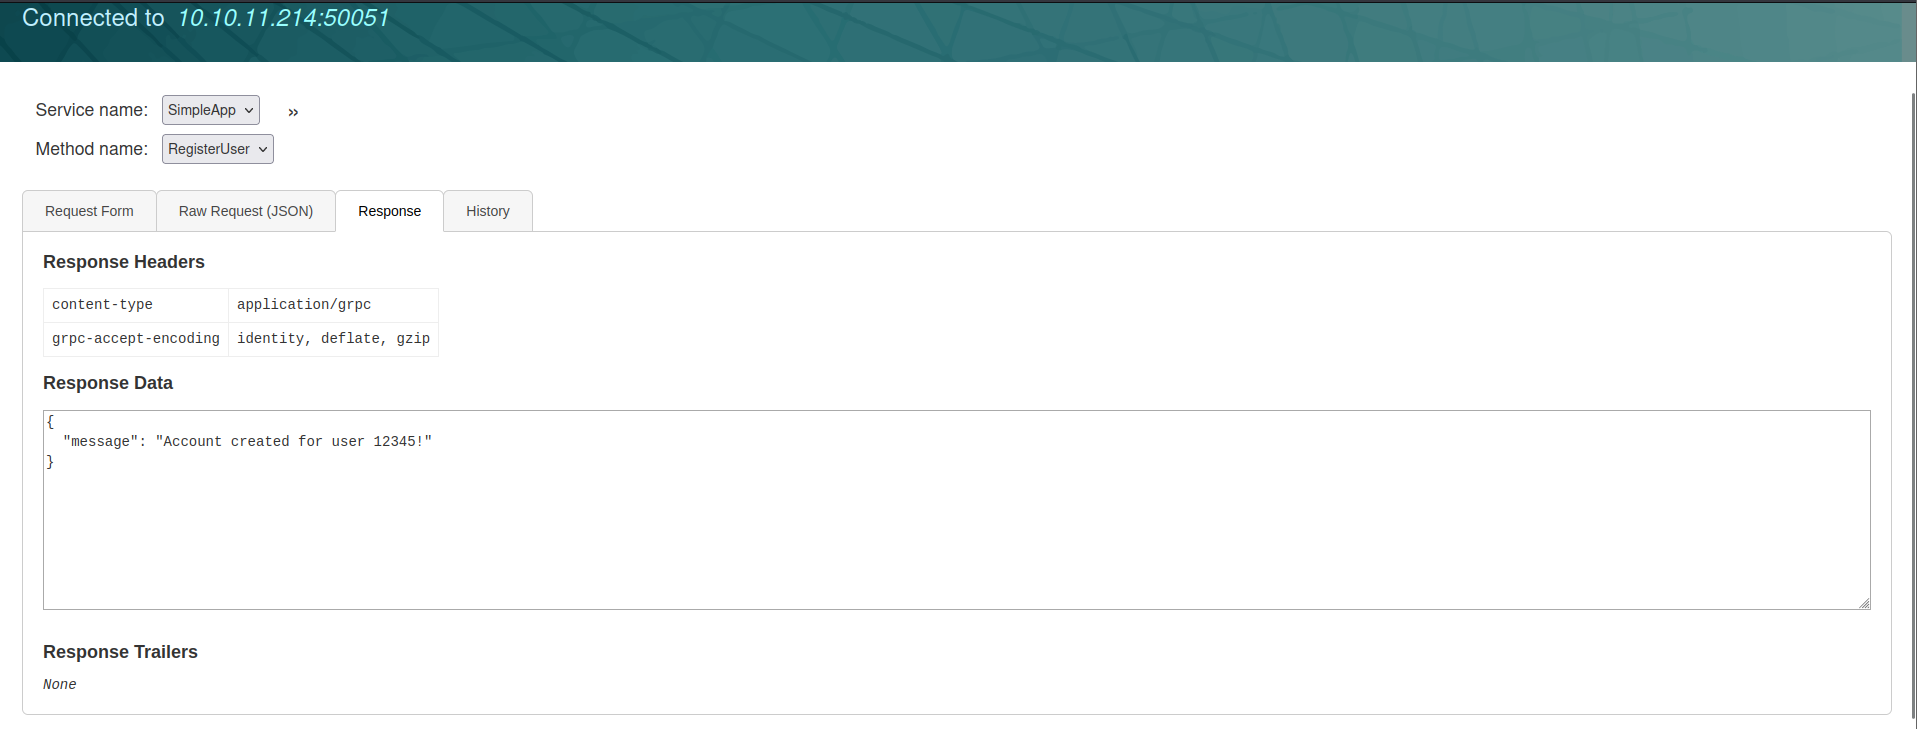 Connected to 10.10.11.214:50051
Service name: SimpleApp »
Method name: RegisterUser
Request Form Raw Request (JSON) Response History
Response Headers
content-type application/grpc
grpc-accept-encoding identity, deflate, gzip
Response Data
{
"message": "Account created for user 12345!"
}
Response Trailers
None